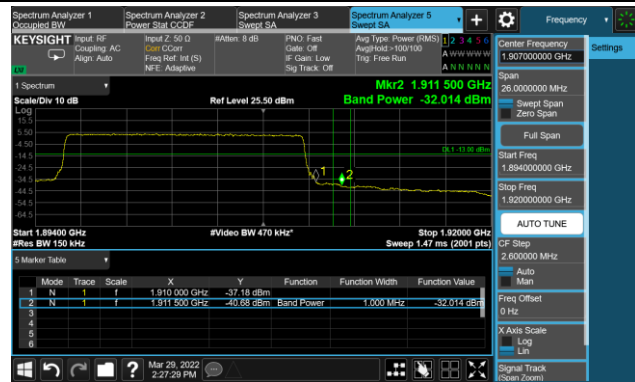 Spectrum Analyzer 1
Occupied BW
Spectrum Analyzer 2
Power Stat CCDF
Spectrum Analyzer 3
Swept SA
Spectrum Analyzer 5
Swept SA
+
Frequency
KEYSIGHT
Input: RF
Coupling: AC
Align: Auto
Input Z: 50 Ω
Corr CCorr
Freq Ref: Int (S)
NFE: Adaptive
#Atten: 8 dB
PNO: Fast
Gate: Off
IF Gain: Low
Sig Track: Off
Avg Type: Power (RMS)
Avg|Hold:>100/100
Trig: Free Run
1 2 3 4 5 6
A W W W W W
A N N N N N
1 Spectrum
Scale/Div 10 dB
Ref Level 25.50 dBm
Mkr2 1.911 500 GHz
Band Power -32.014 dBm
Log
15.5
5.50
-4.50
-14.5
-24.5
-34.5
-44.5
-54.5
-64.5
DL1 -13.00 dBm
1
2
Start 1.89400 GHz
#Res BW 150 kHz
#Video BW 470 kHz*
Stop 1.92000 GHz
Sweep 1.47 ms (2001 pts)
5 Marker Table
Mode Trace Scale X Y Function Function Width Function Value
1 N 1 f 1.910 000 GHz -37.18 dBm
2 N 1 f 1.911 500 GHz -40.68 dBm Band Power 1.000 MHz -32.014 dBm
3
4
5
6
Mar 29, 2022
2:27:29 PM
?
Center Frequency
1.907000000 GHz
Settings
Span
26.0000000 MHz
Swept Span
Zero Span
Full Span
Start Freq
1.894000000 GHz
Stop Freq
1.920000000 GHz
AUTO TUNE
CF Step
2.600000 MHz
Auto
Man
Freq Offset
0 Hz
X Axis Scale
Log
Lin
Signal Track
(Span Zoom)